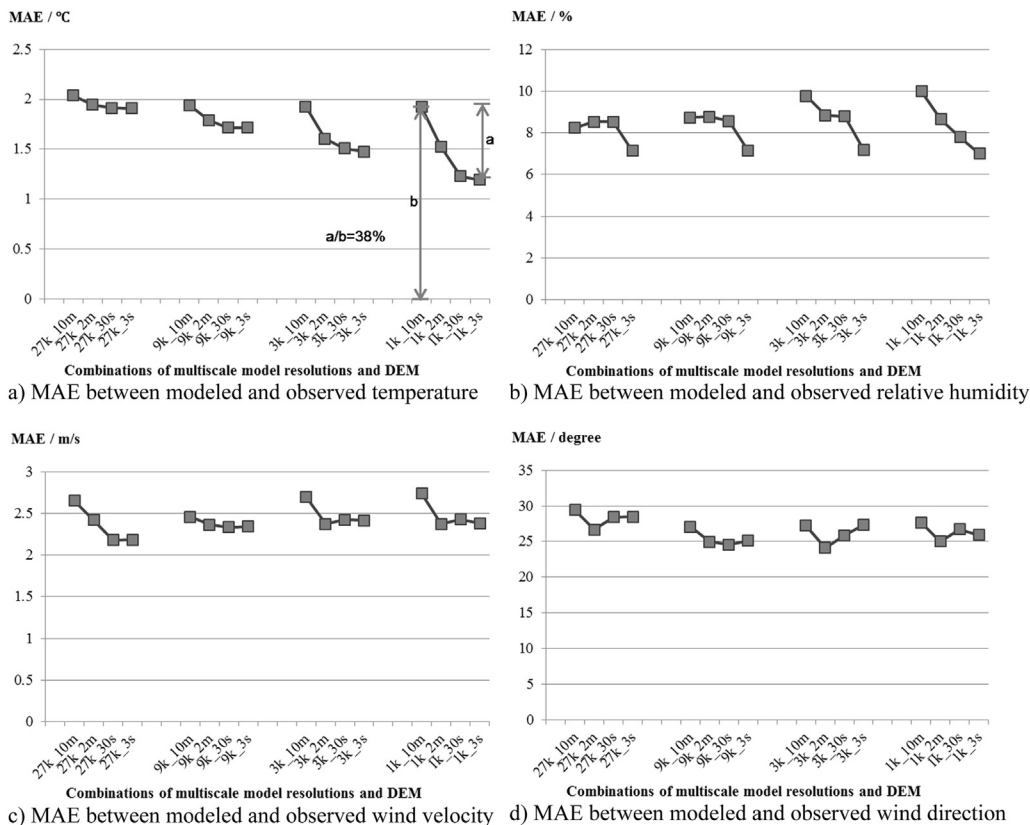 MAE / ℃
2.5
2
1.5
1
0.5
0
a
b
a/b=38%
27k_10m
27k_2m
27k_30s
27k_3s
9k_10m
9k_2m
9k_30s
9k_3s
3k_10m
3k_2m
3k_30s
3k_3s
1k_10m
1k_2m
1k_30s
1k_3s
Combinations of multiscale model resolutions and DEM
a) MAE between modeled and observed temperature
MAE / %
12
10
8
6
4
2
0
27k_10m
27k_2m
27k_30s
27k_3s
9k_10m
9k_2m
9k_30s
9k_3s
3k_10m
3k_2m
3k_30s
3k_3s
1k_10m
1k_2m
1k_30s
1k_3s
Combinations of multiscale model resolutions and DEM
b) MAE between modeled and observed relative humidity
MAE / m/s
3
2.5
2
1.5
1
0.5
0
27k_10m
27k_2m
27k_30s
27k_3s
9k_10m
9k_2m
9k_30s
9k_3s
3k_10m
3k_2m
3k_30s
3k_3s
1k_10m
1k_2m
1k_30s
1k_3s
Combinations of multiscale model resolutions and DEM
c) MAE between modeled and observed wind velocity
MAE / degree
35
30
25
20
15
10
5
0
27k_10m
27k_2m
27k_30s
27k_3s
9k_10m
9k_2m
9k_30s
9k_3s
3k_10m
3k_2m
3k_30s
3k_3s
1k_10m
1k_2m
1k_30s
1k_3s
Combinations of multiscale model resolutions and DEM
d) MAE between modeled and observed wind direction